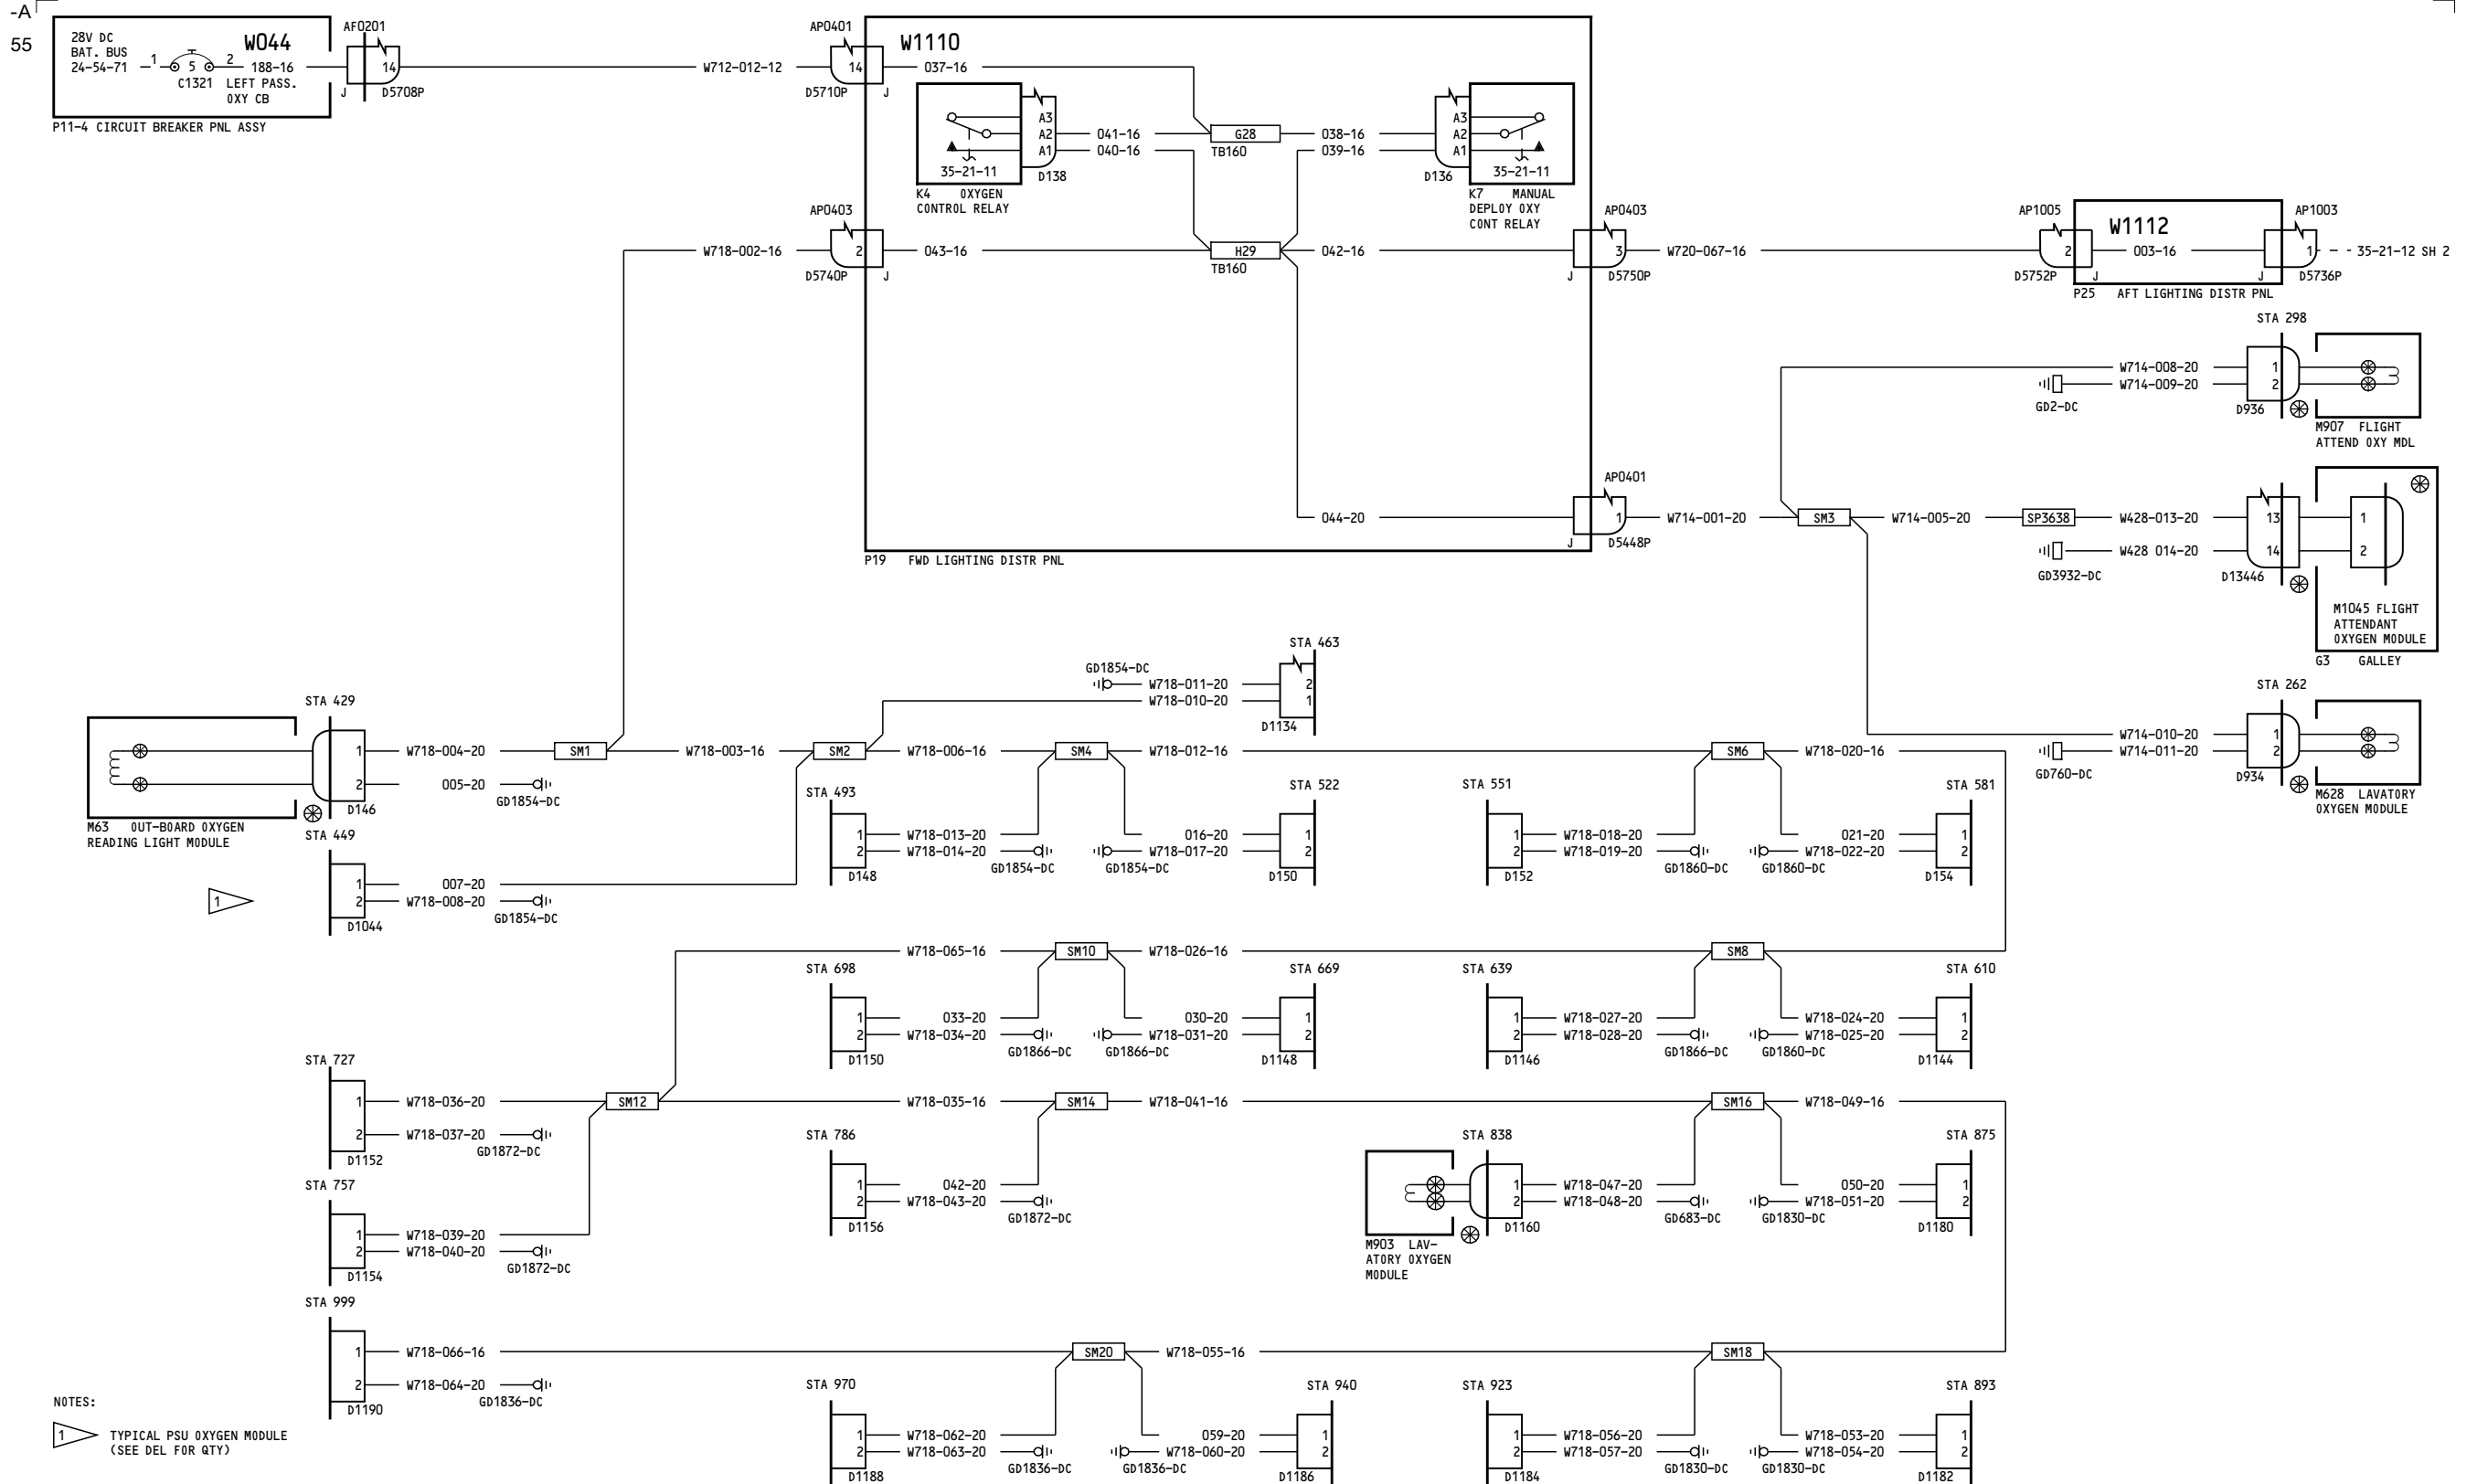 -A
55
28V DC
BAT. BUS
24-54-71
1
5
2
W044
188-16
C1321
LEFT PASS.
OXY CB
P11-4 CIRCUIT BREAKER PNL ASSY
AF0201
14
J
D5708P
W712-012-12
AP0401
14
D5710P
J
W1110
037-16
A3
A2
A1
35-21-11
D138
K4 OXYGEN
CONTROL RELAY
041-16
040-16
G28
TB160
038-16
039-16
A3
A2
A1
D136
35-21-11
K7 MANUAL
DEPLOY OXY
CONT RELAY
W718-002-16
AP0403
2
D5740P
J
043-16
H29
TB160
042-16
AP0403
3
J
D5750P
W720-067-16
AP1005
2
D5752P
J
W1112
003-16
AP1003
1
J
D5736P
35-21-12 SH 2
P25 AFT LIGHTING DISTR PNL
STA 298
W714-008-20
W714-009-20
GD2-DC
1
2
D936
M907 FLIGHT
ATTEND OXY MDL
044-20
AP0401
1
J
D5448P
P19 FWD LIGHTING DISTR PNL
W714-001-20
SM3
W714-005-20
SP3638
W428-013-20
W428 014-20
GD3932-DC
13
14
D13446
1
2
M1045 FLIGHT
ATTENDANT
OXYGEN MODULE
G3 GALLEY
STA 262
W714-010-20
W714-011-20
GD760-DC
1
2
D934
M628 LAVATORY
OXYGEN MODULE
STA 463
GD1854-DC
W718-011-20
W718-010-20
2
1
D1134
STA 429
1
2
D146
M63 OUT-BOARD OXYGEN
READING LIGHT MODULE
W718-004-20
005-20
GD1854-DC
SM1
W718-003-16
SM2
W718-006-16
SM4
W718-012-16
SM6
W718-020-16
STA 449
1
2
D1044
007-20
W718-008-20
GD1854-DC
1
STA 493
1
2
D148
W718-013-20
W718-014-20
GD1854-DC
STA 522
016-20
W718-017-20
GD1854-DC
1
2
D150
STA 551
1
2
D152
W718-018-20
W718-019-20
GD1860-DC
STA 581
021-20
W718-022-20
GD1860-DC
1
2
D154
W718-065-16
SM10
W718-026-16
SM8
STA 698
1
2
D1150
033-20
W718-034-20
GD1866-DC
STA 669
030-20
W718-031-20
GD1866-DC
1
2
D1148
STA 639
1
2
D1146
W718-027-20
W718-028-20
GD1866-DC
STA 610
W718-024-20
W718-025-20
GD1860-DC
1
2
D1144
STA 727
1
2
D1152
W718-036-20
W718-037-20
GD1872-DC
SM12
W718-035-16
SM14
W718-041-16
SM16
W718-049-16
STA 757
1
2
D1154
W718-039-20
W718-040-20
GD1872-DC
STA 786
1
2
D1156
042-20
W718-043-20
GD1872-DC
STA 838
1
2
D1160
M903 LAV-
ATORY OXYGEN
MODULE
W718-047-20
W718-048-20
GD683-DC
STA 875
050-20
W718-051-20
GD1830-DC
1
2
D1180
STA 999
1
2
D1190
W718-066-16
W718-064-20
GD1836-DC
SM20
W718-055-16
SM18
STA 970
1
2
D1188
W718-062-20
W718-063-20
GD1836-DC
STA 940
059-20
W718-060-20
GD1836-DC
1
2
D1186
STA 923
1
2
D1184
W718-056-20
W718-057-20
GD1830-DC
STA 893
W718-053-20
W718-054-20
GD1830-DC
1
2
D1182
NOTES:
1 TYPICAL PSU OXYGEN MODULE
(SEE DEL FOR QTY)